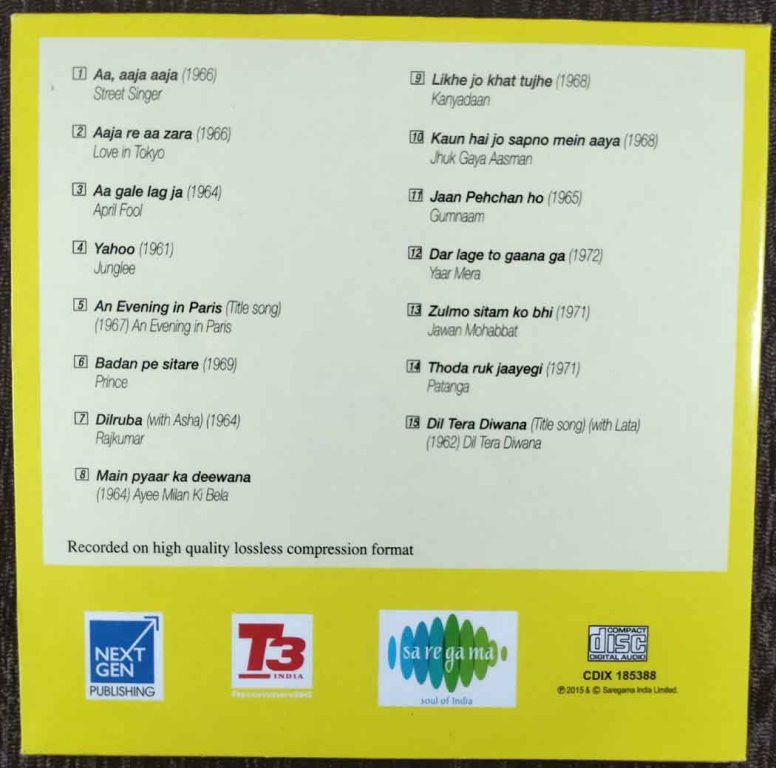 1 Aa, aaja aaja (1966)
Street Singer
2 Aaja re aa zara (1966)
Love in Tokyo
3 Aa gale lag ja (1964)
April Fool
4 Yahoo (1961)
Junglee
5 An Evening in Paris (Title song)
(1967) An Evening in Paris
6 Badan pe sitare (1969)
Prince
7 Dilruba (with Asha) (1964)
Rajkumar
8 Main pyaar ka deewana
(1964) Ayee Milan Ki Bela
9 Likhe jo khat tujhe (1968)
Kanyadaan
10 Kaun hai jo sapno mein aaya (1968)
Jhuk Gaya Aasman
11 Jaan Pehchan ho (1965)
Gumnaam
12 Dar lage to gaana ga (1972)
Yaar Mera
13 Zulmo sitam ko bhi (1971)
Jawan Mohabbat
14 Thoda ruk jaayegi (1971)
Patanga
15 Dil Tera Diwana (Title song) (with Lata)
(1962) Dil Tera Diwana
Recorded on high quality lossless compression format
NEXT
GEN
PUBLISHING
T3
INDIA
Recommended
sa re ga ma
soul of India
COMPACT
disc
DIGITAL AUDIO
CDIX 185388
℗ 2015 & © Saregama India Limited.